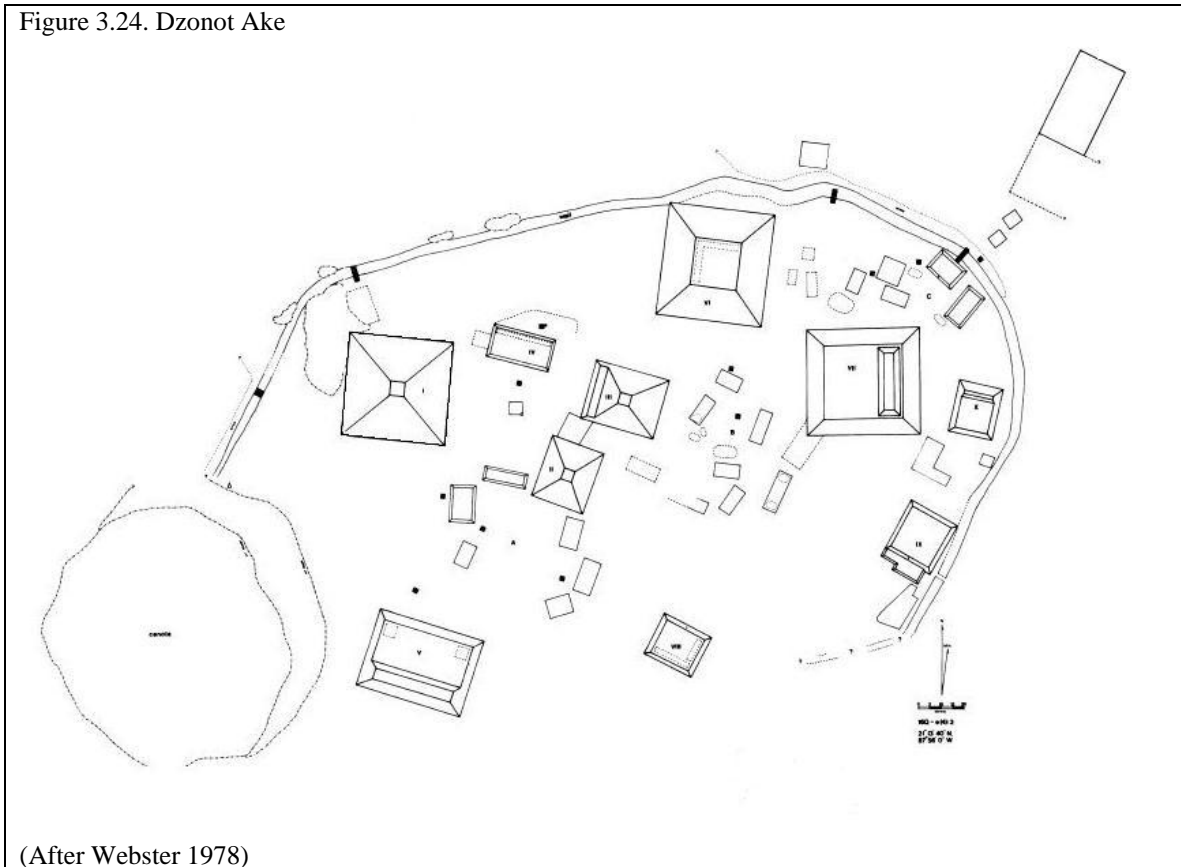 Figure 3.24. Dzonot Ake
C
VI
IV
VII
I
III
X
B
II
IX
A
cenote
V
VIII
? ? ?
(After Webster 1978)